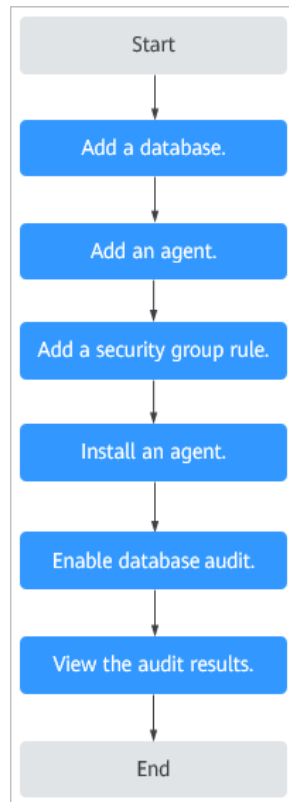 Start
Add a database.
Add an agent.
Add a security group rule.
Install an agent.
Enable database audit.
View the audit results.
End